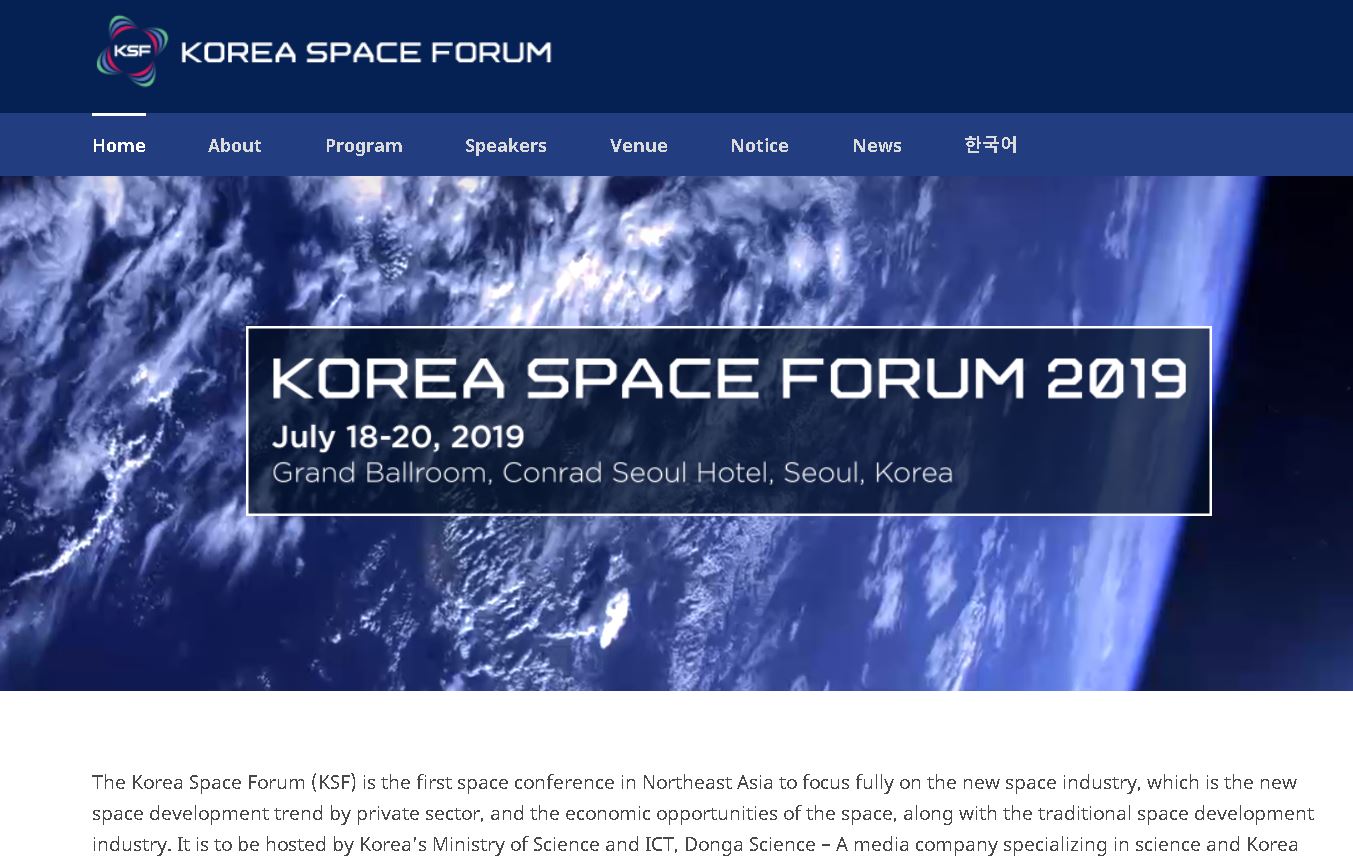 KSF KOREA SPACE FORUM
Home About Program Speakers Venue Notice News 한국어
KOREA SPACE FORUM 2019
July 18-20, 2019
Grand Ballroom, Conrad Seoul Hotel, Seoul, Korea
The Korea Space Forum (KSF) is the first space conference in Northeast Asia to focus fully on the new space industry, which is the new
space development trend by private sector, and the economic opportunities of the space, along with the traditional space development
industry. It is to be hosted by Korea's Ministry of Science and ICT, Donga Science – A media company specializing in science and Korea